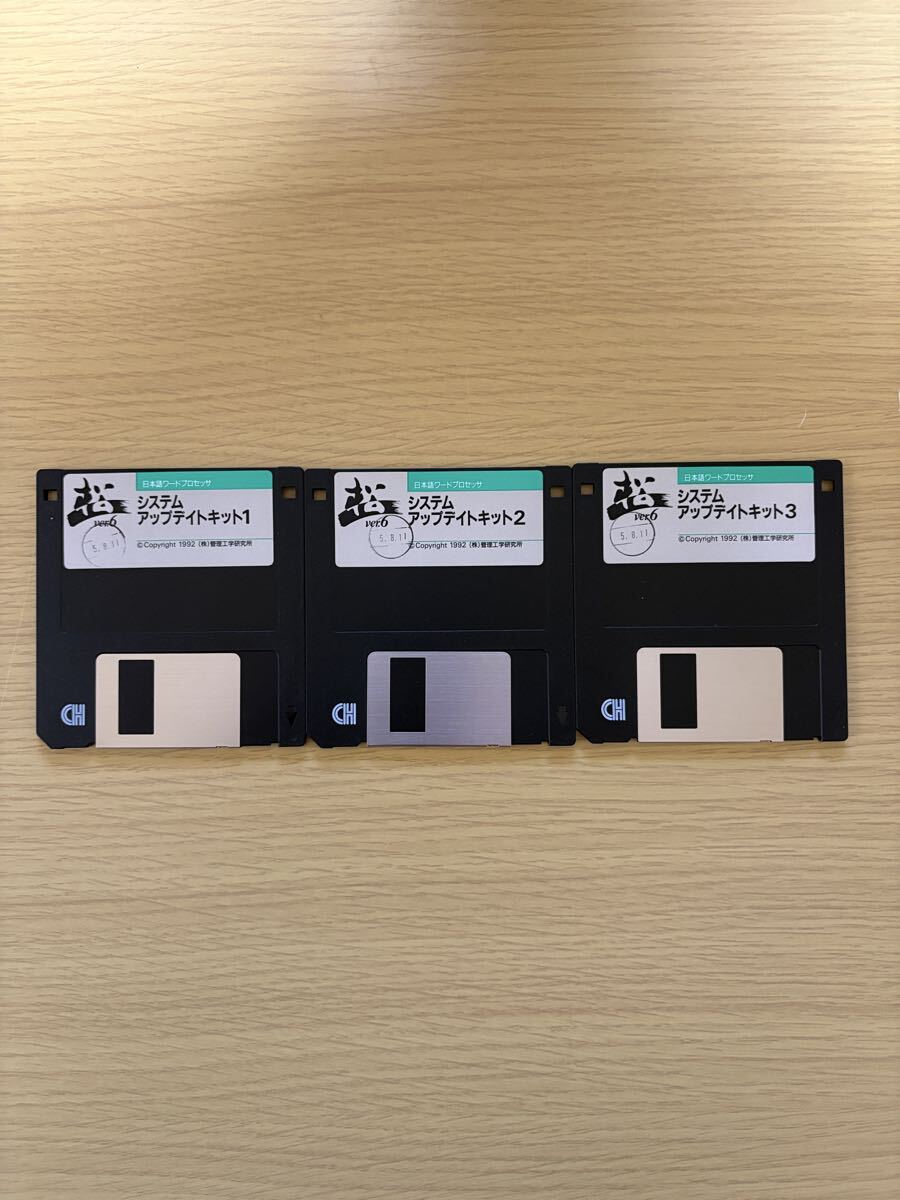 日本語ワードプロセッサ
松
ver.6
システム
アップデイトキット1
5.8.11
©Copyright 1992 (株)管理工学研究所
日本語ワードプロセッサ
松
ver.6
システム
アップデイトキット2
5.8.11
©Copyright 1992 (株)管理工学研究所
日本語ワードプロセッサ
松
ver.6
システム
アップデイトキット3
5.8.11
©Copyright 1992 (株)管理工学研究所
CH
CH
CH